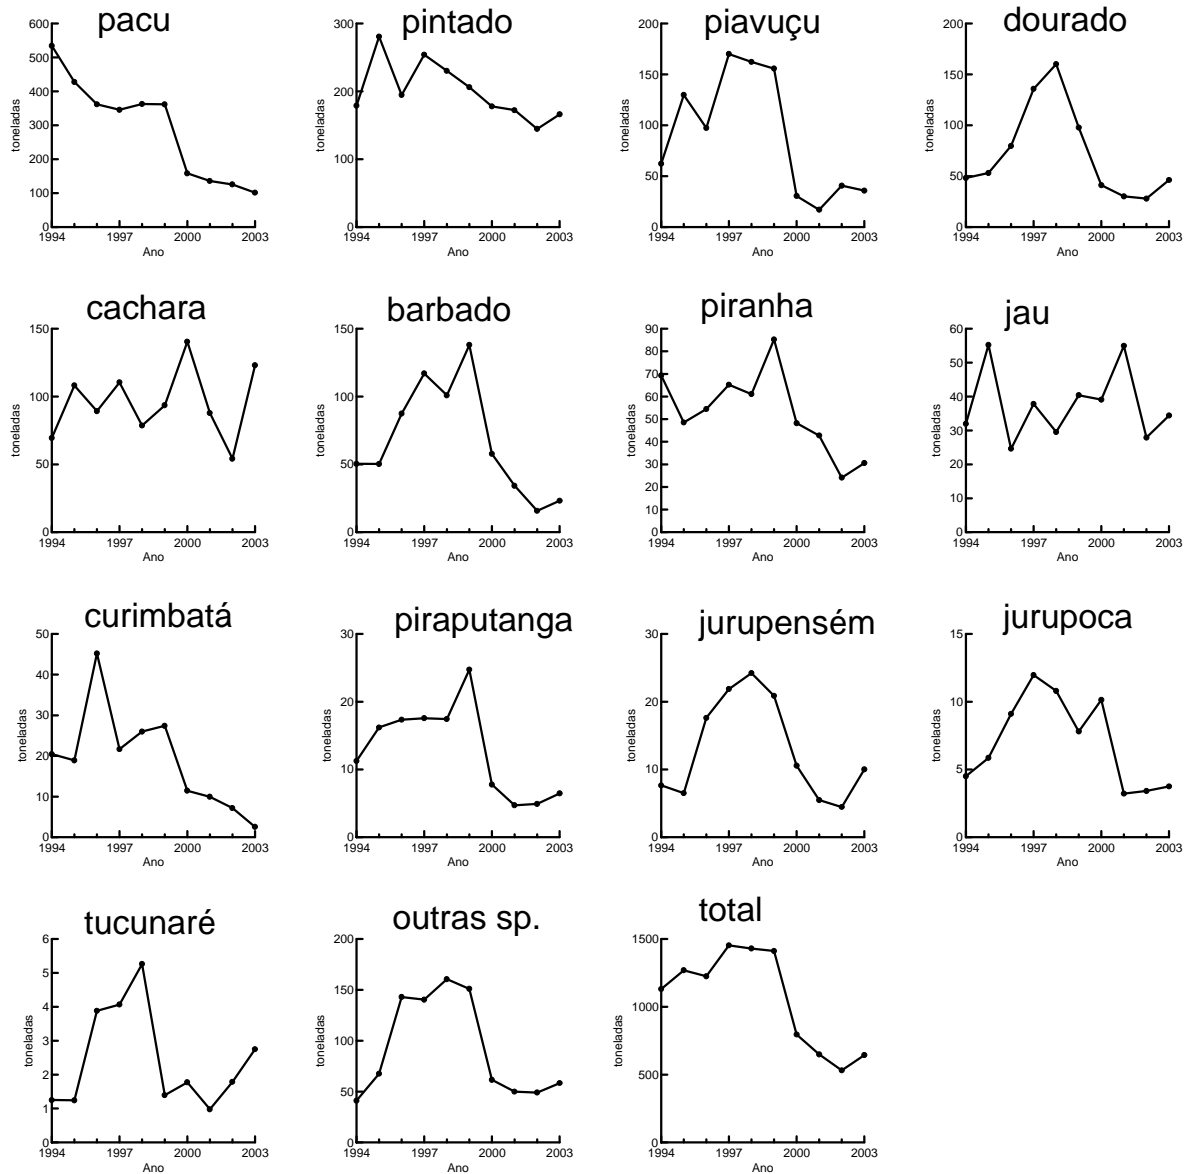 pacu
600
500
400
300
200
100
0
toneladas
1994 1997 2000 2003
Ano
pintado
300
200
100
0
toneladas
1994 1997 2000 2003
Ano
piavuçu
200
150
100
50
0
toneladas
1994 1997 2000 2003
Ano
dourado
200
150
100
50
0
toneladas
1994 1997 2000 2003
Ano
cachara
150
100
50
0
toneladas
1994 1997 2000 2003
Ano
barbado
150
100
50
0
toneladas
1994 1997 2000 2003
Ano
piranha
90
80
70
60
50
40
30
20
10
0
toneladas
1994 1997 2000 2003
Ano
jau
60
50
40
30
20
10
0
toneladas
1994 1997 2000 2003
Ano
curimbatá
50
40
30
20
10
0
toneladas
1994 1997 2000 2003
Ano
piraputanga
30
20
10
0
toneladas
1994 1997 2000 2003
Ano
jurupensém
30
20
10
0
toneladas
1994 1997 2000 2003
Ano
jurupoca
15
10
5
0
toneladas
1994 1997 2000 2003
Ano
tucunaré
6
5
4
3
2
1
0
toneladas
1994 1997 2000 2003
Ano
outras sp.
200
150
100
50
0
toneladas
1994 1997 2000 2003
Ano
total
1500
1000
500
0
toneladas
1994 1997 2000 2003
Ano